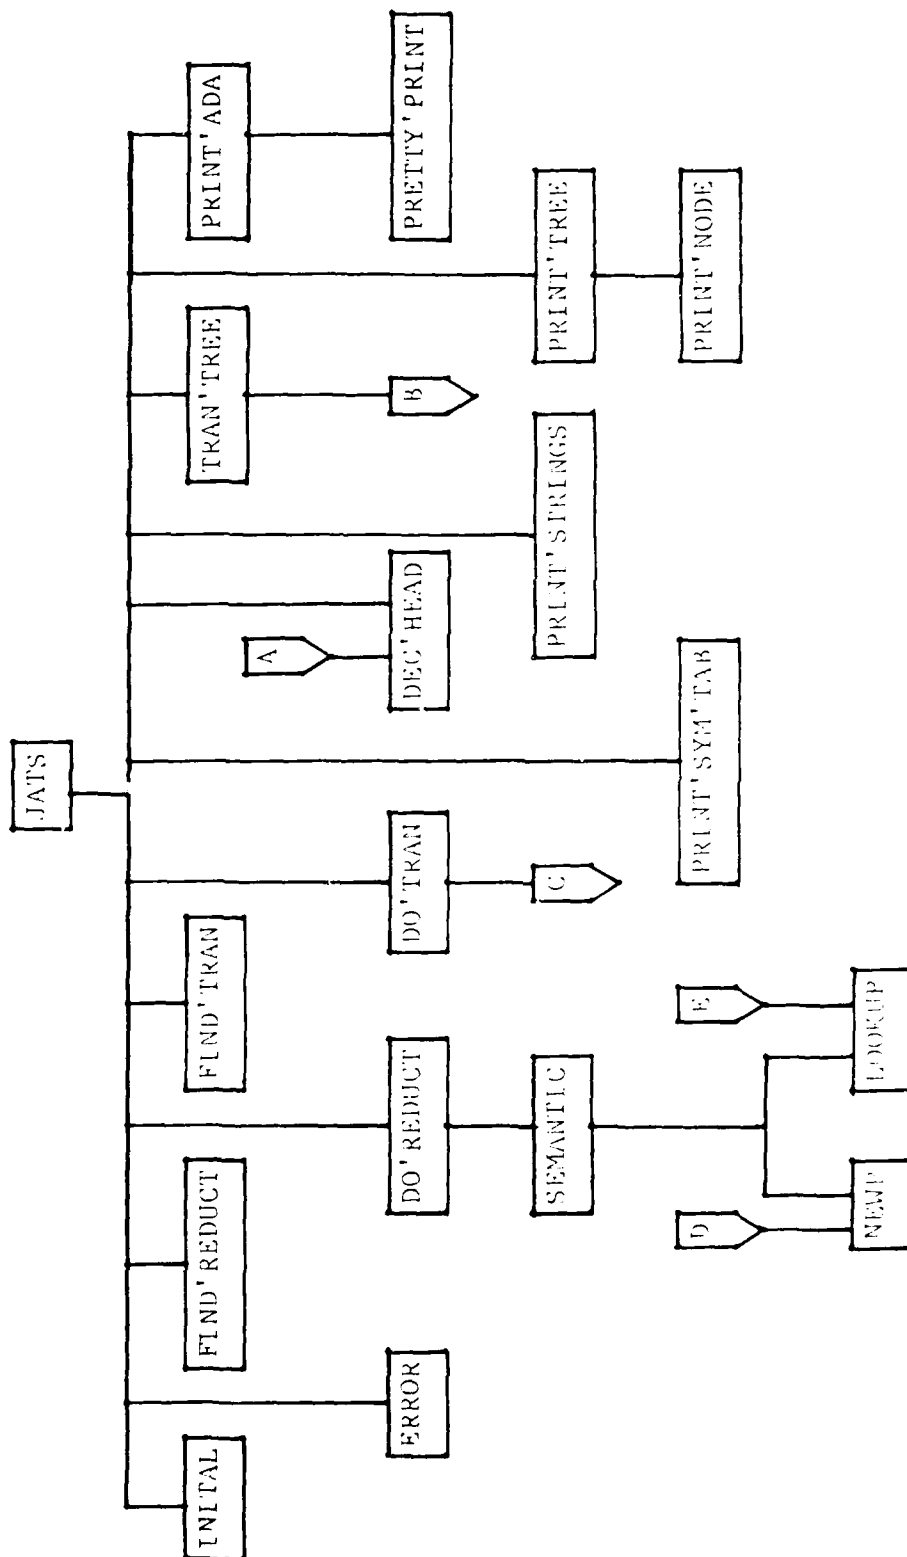 JATS
INITAL
FIND'REDUCT
FIND'TRAN
TRAN'TREE
PRINT'ADA
ERROR
DO'REDUCT
DO'TRAN
A
DEC'HEAD
B
PRETTY'PRINT
SEMANTIC
C
PRINT'STRINGS
PRINT'TREE
D
E
PRINT'SYM'TAB
PRINT'NODE
NEWP
LOOKUP